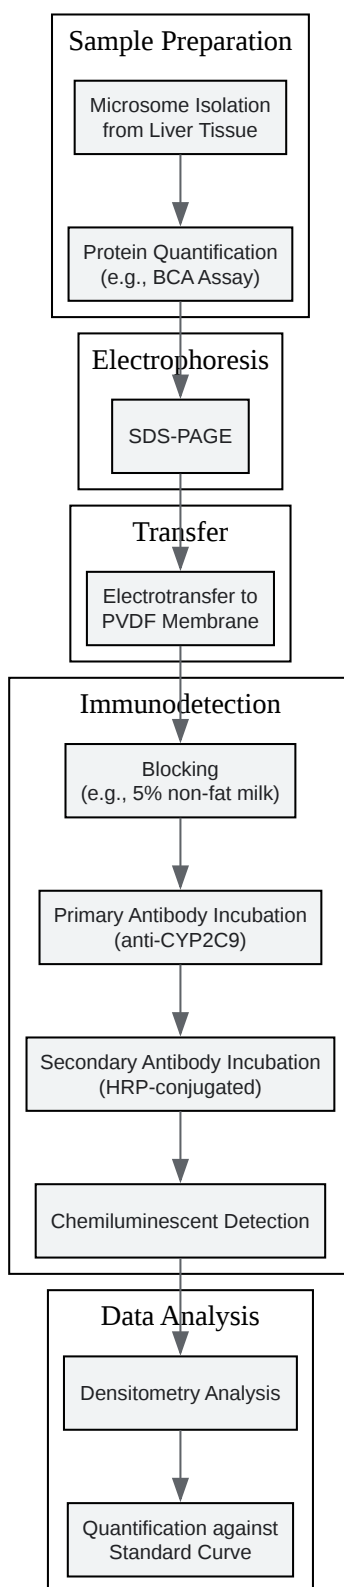 Sample Preparation
Microsome Isolation
from Liver Tissue
Protein Quantification
(e.g., BCA Assay)
Electrophoresis
SDS-PAGE
Transfer
Electrotransfer to
PVDF Membrane
Immunodetection
Blocking
(e.g., 5% non-fat milk)
Primary Antibody Incubation
(anti-CYP2C9)
Secondary Antibody Incubation
(HRP-conjugated)
Chemiluminescent Detection
Data Analysis
Densitometry Analysis
Quantification against
Standard Curve